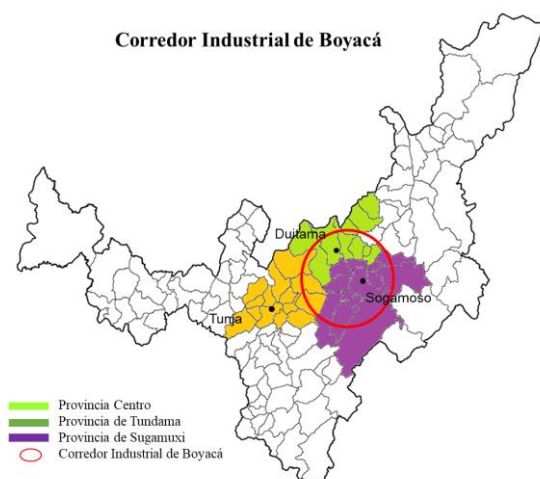 Corredor Industrial de Boyacá
Duitama
Sogamoso
Tunja
Provincia Centro
Provincia de Tundama
Provincia de Sugamuxi
Corredor Industrial de Boyacá